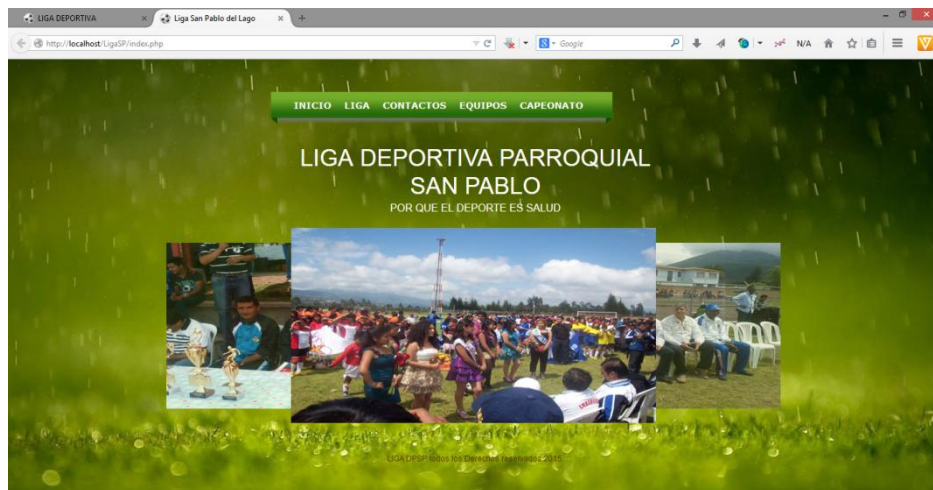 LIGA DEPORTIVA
Liga San Pablo del Lago
http://localhost/LigaSP/index.php
Google
N/A
INICIO LIGA CONTACTOS EQUIPOS CAPEONATO
LIGA DEPORTIVA PARROQUIAL
SAN PABLO
POR QUE EL DEPORTE ES SALUD
LIGA DPSP todos los Derechos reservados 2015